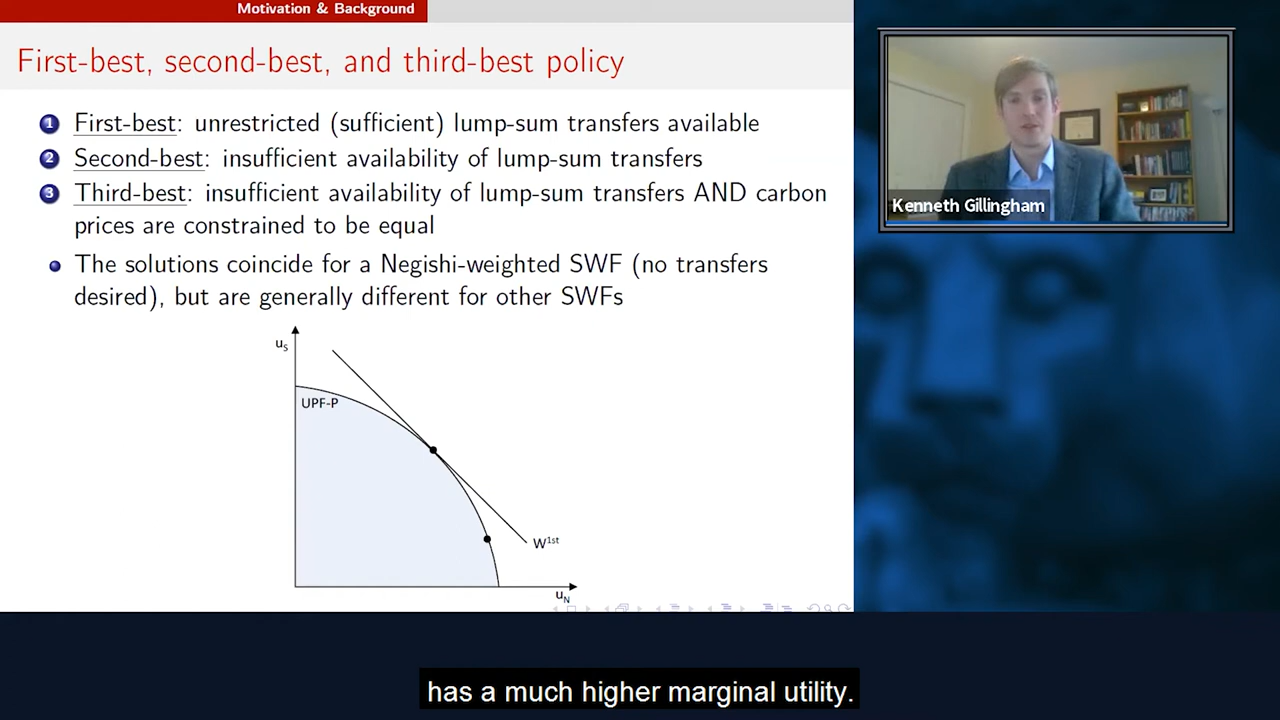 Motivation & Background
First-best, second-best, and third-best policy
1 First-best: unrestricted (sufficient) lump-sum transfers available
2 Second-best: insufficient availability of lump-sum transfers
3 Third-best: insufficient availability of lump-sum transfers AND carbon
prices are constrained to be equal
The solutions coincide for a Negishi-weighted SWF (no transfers
desired), but are generally different for other SWFs
uS
UPF-P
W1st
uN
Kenneth Gillingham
has a much higher marginal utility.